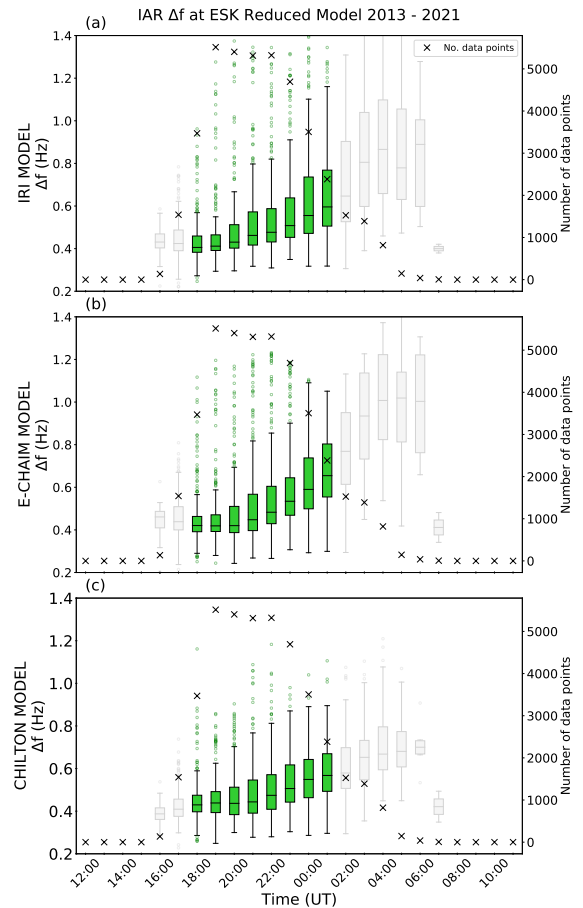 IAR Δf at ESK Reduced Model 2013 - 2021
(a)
× No. data points
1.4
1.2
1.0
0.8
0.6
0.4
0.2
IRI MODEL
Δf (Hz)
5000
4000
3000
2000
1000
0
Number of data points
(b)
1.4
1.2
1.0
0.8
0.6
0.4
0.2
E-CHAIM MODEL
Δf (Hz)
5000
4000
3000
2000
1000
0
Number of data points
(c)
1.4
1.2
1.0
0.8
0.6
0.4
0.2
CHILTON MODEL
Δf (Hz)
5000
4000
3000
2000
1000
0
Number of data points
12:00 14:00 16:00 18:00 20:00 22:00 00:00 02:00 04:00 06:00 08:00 10:00
Time (UT)